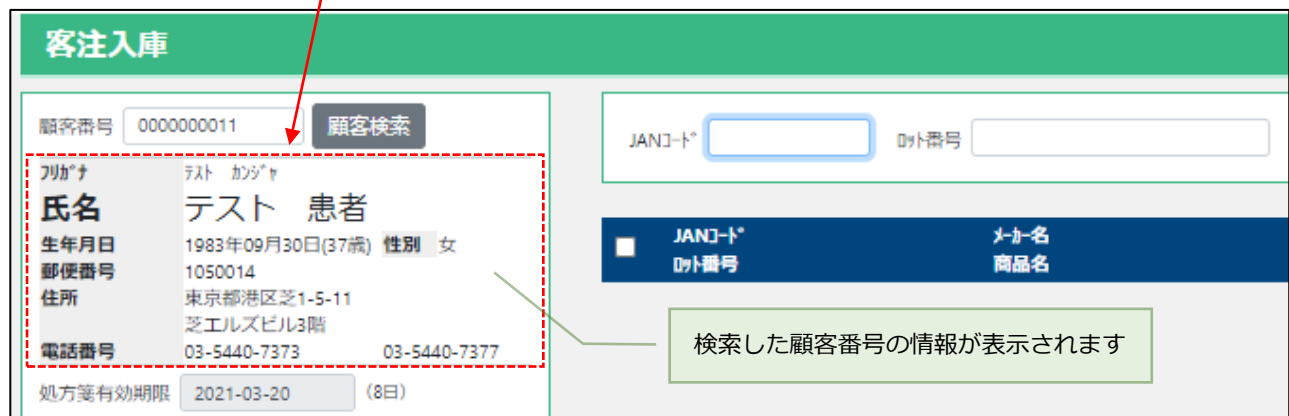 客注入庫
顧客番号 0000000011 顧客検索
フリガナ テスト カンジャ
氏名 テスト 患者
生年月日 1983年09月30日(37歳) 性別 女
郵便番号 1050014
住所 東京都港区芝1-5-11
芝エルズビル3階
電話番号 03-5440-7373 03-5440-7377
処方箋有効期限 2021-03-20 (8日)
JANコード ロット番号
JANコード メーカー名
ロット番号 商品名
検索した顧客番号の情報が表示されます